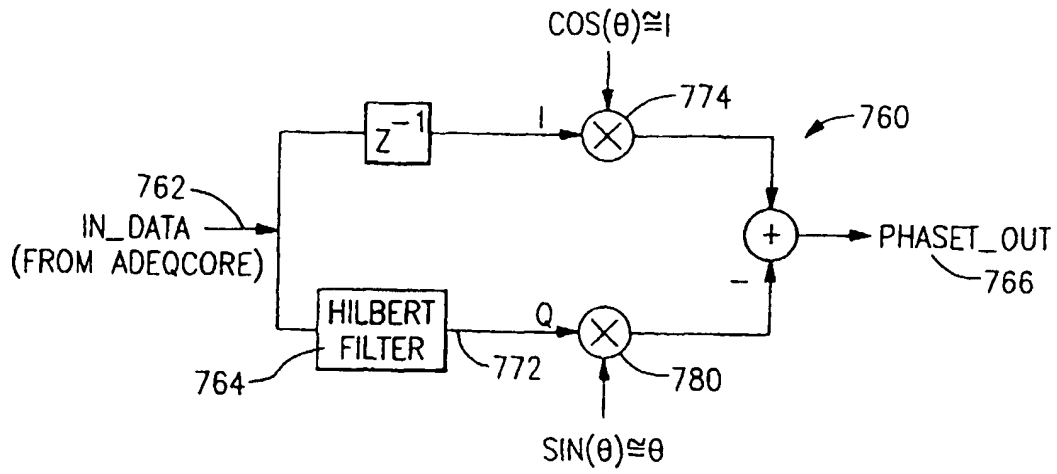 COS(θ)≅1
774
Z⁻¹
I
760
762
IN_DATA
(FROM ADEQCORE)
+
PHASET_OUT
766
−
HILBERT
FILTER
Q
764
772
780
SIN(θ)≅θ